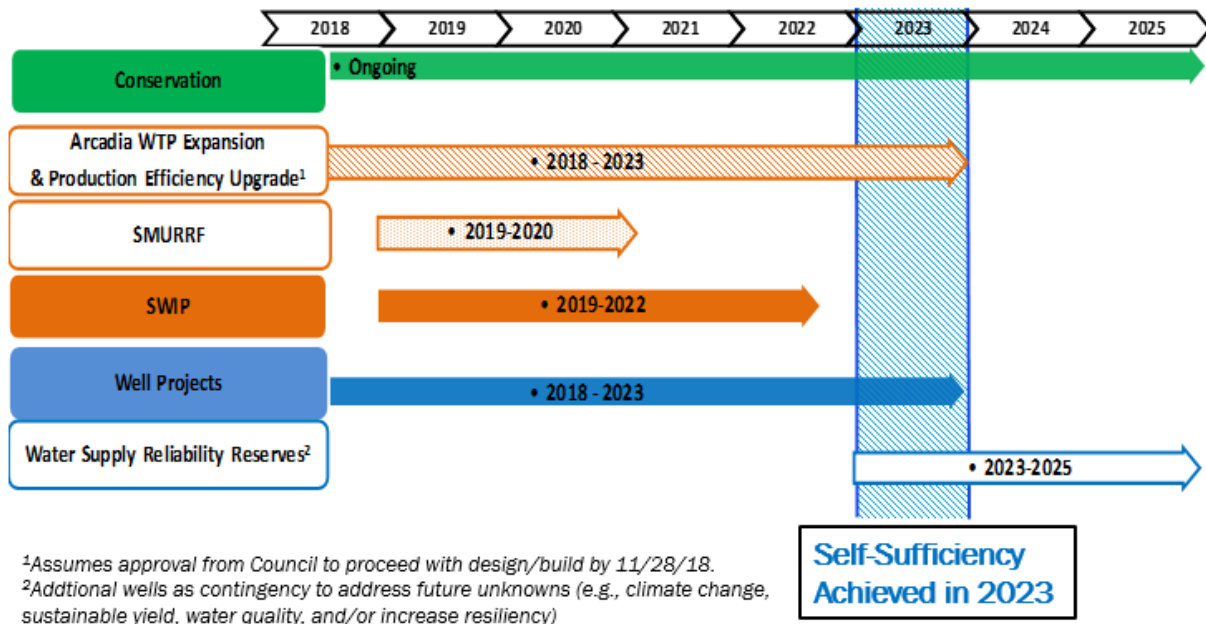 2018 2019 2020 2021 2022 2023 2024 2025
Conservation
• Ongoing
Arcadia WTP Expansion
& Production Efficiency Upgrade¹
• 2018 - 2023
SMURRF
• 2019-2020
SWIP
• 2019-2022
Well Projects
• 2018 - 2023
Water Supply Reliability Reserves²
• 2023-2025
¹Assumes approval from Council to proceed with design/build by 11/28/18.
²Addtional wells as contingency to address future unknowns (e.g., climate change,
sustainable yield, water quality, and/or increase resiliency)
Self-Sufficiency
Achieved in 2023